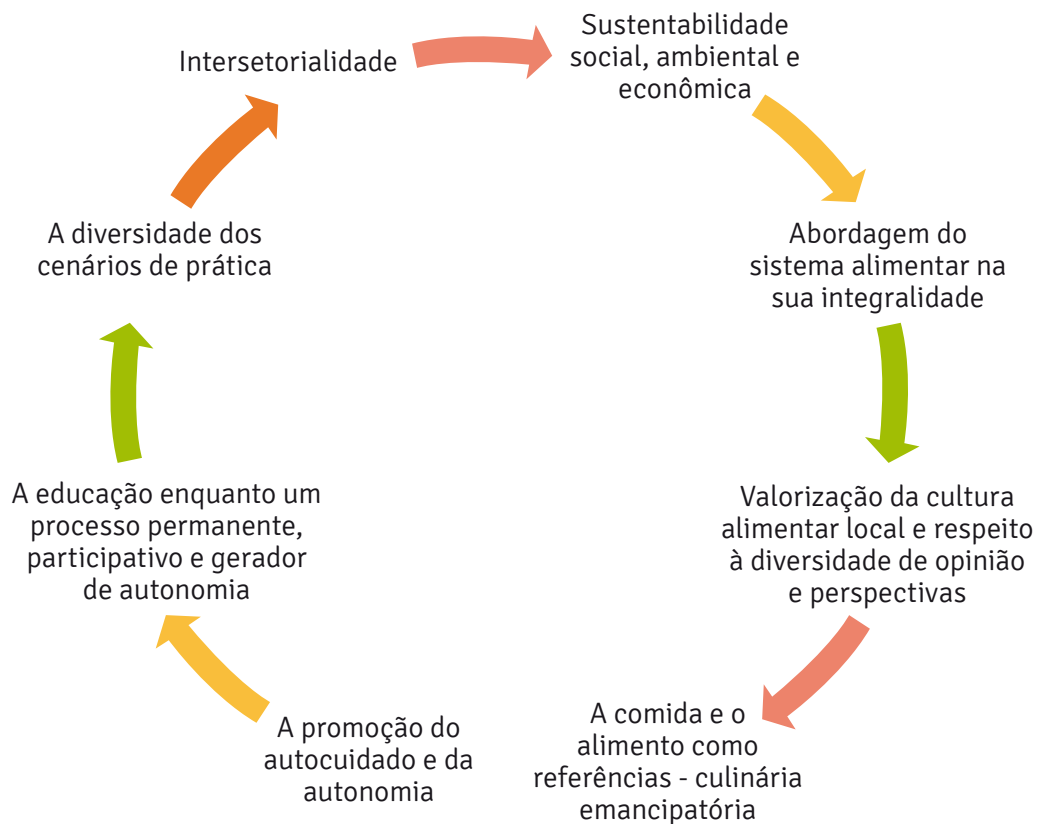 Intersetorialidade
Sustentabilidade
social, ambiental e
econômica
Abordagem do
sistema alimentar na
sua integralidade
Valorização da cultura
alimentar local e respeito
à diversidade de opinião
e perspectivas
A comida e o
alimento como
referências - culinária
emancipatória
A promoção do
autocuidado e da
autonomia
A educação enquanto um
processo permanente,
participativo e gerador
de autonomia
A diversidade dos
cenários de prática